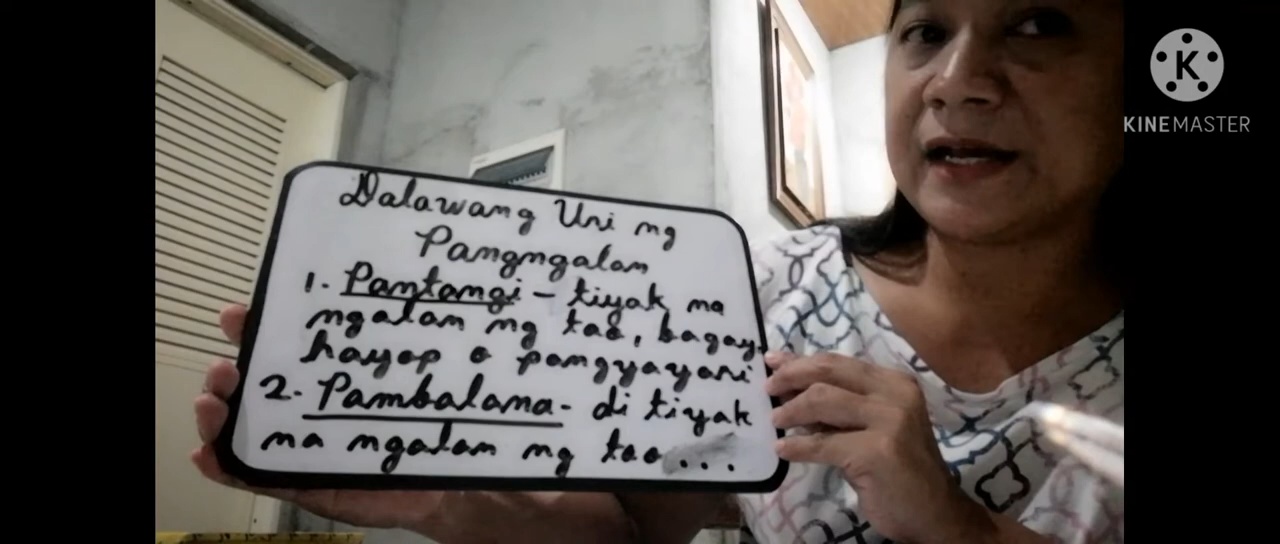 Dalawang Uri ng
Pangngalan
1. Pantangi - tiyak na
ngalan ng tao, bagay,
hayop o pangyayari
2. Pambalana - di tiyak
na ngalan ng tao...
K
KINEMASTER